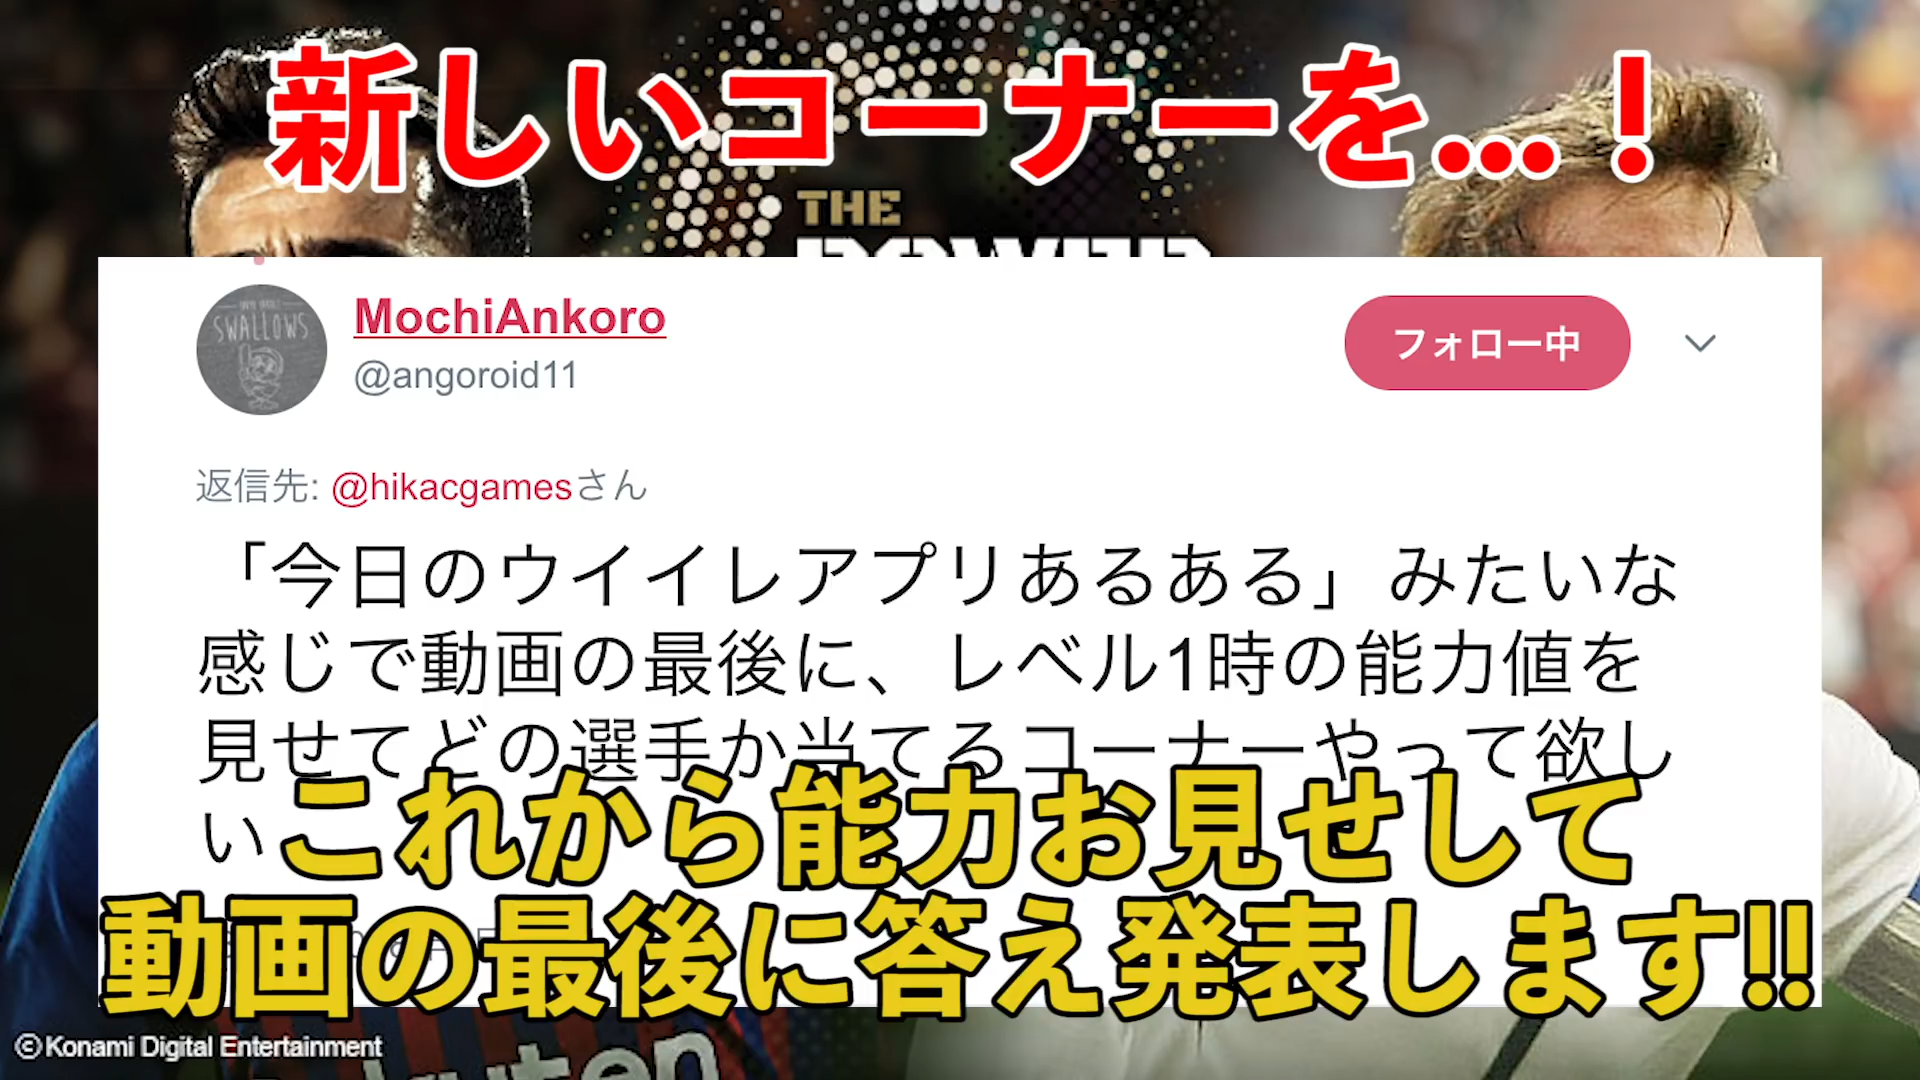 新しいコーナーを...！
THE
MochiAnkoro
@angoroid11
フォロー中
返信先: @hikacgamesさん
「今日のウイイレアプリあるある」みたいな
感じで動画の最後に、レベル1時の能力値を
見せてどの選手か当てるコーナーやって欲し
い
これから能力お見せして
動画の最後に答え発表します!!
©Konami Digital Entertainment
SWALLOWS